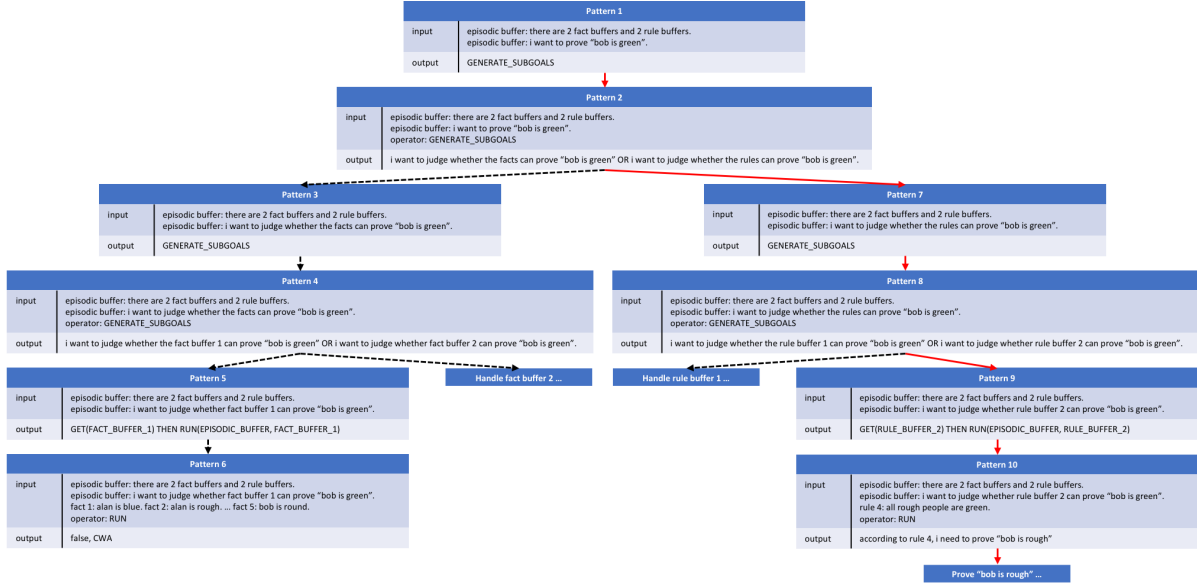 Pattern 1
input
episodic buffer: there are 2 fact buffers and 2 rule buffers.
episodic buffer: i want to prove "bob is green".
output
GENERATE_SUBGOALS
Pattern 2
input
episodic buffer: there are 2 fact buffers and 2 rule buffers.
episodic buffer: i want to prove "bob is green".
operator: GENERATE_SUBGOALS
output
i want to judge whether the facts can prove "bob is green" OR i want to judge whether the rules can prove "bob is green".
Pattern 3
input
episodic buffer: there are 2 fact buffers and 2 rule buffers.
episodic buffer: i want to judge whether the facts can prove "bob is green".
output
GENERATE_SUBGOALS
Pattern 7
input
episodic buffer: there are 2 fact buffers and 2 rule buffers.
episodic buffer: i want to judge whether the rules can prove "bob is green".
output
GENERATE_SUBGOALS
Pattern 4
input
episodic buffer: there are 2 fact buffers and 2 rule buffers.
episodic buffer: i want to judge whether the facts can prove "bob is green".
operator: GENERATE_SUBGOALS
output
i want to judge whether the fact buffer 1 can prove "bob is green" OR i want to judge whether fact buffer 2 can prove "bob is green".
Pattern 8
input
episodic buffer: there are 2 fact buffers and 2 rule buffers.
episodic buffer: i want to judge whether the rules can prove "bob is green".
operator: GENERATE_SUBGOALS
output
i want to judge whether the rule buffer 1 can prove "bob is green" OR i want to judge whether rule buffer 2 can prove "bob is green".
Pattern 5
input
episodic buffer: there are 2 fact buffers and 2 rule buffers.
episodic buffer: i want to judge whether fact buffer 1 can prove "bob is green".
output
GET(FACT_BUFFER_1) THEN RUN(EPISODIC_BUFFER, FACT_BUFFER_1)
Handle fact buffer 2 ...
Handle rule buffer 1 ...
Pattern 9
input
episodic buffer: there are 2 fact buffers and 2 rule buffers.
episodic buffer: i want to judge whether rule buffer 2 can prove "bob is green".
output
GET(RULE_BUFFER_2) THEN RUN(EPISODIC_BUFFER, RULE_BUFFER_2)
Pattern 6
input
episodic buffer: there are 2 fact buffers and 2 rule buffers.
episodic buffer: i want to judge whether fact buffer 1 can prove "bob is green".
fact 1: alan is blue. fact 2: alan is rough. ... fact 5: bob is round.
operator: RUN
output
false, CWA
Pattern 10
input
episodic buffer: there are 2 fact buffers and 2 rule buffers.
episodic buffer: i want to judge whether rule buffer 2 can prove "bob is green".
rule 4: all rough people are green.
operator: RUN
output
according to rule 4, i need to prove "bob is rough"
Prove "bob is rough" ...